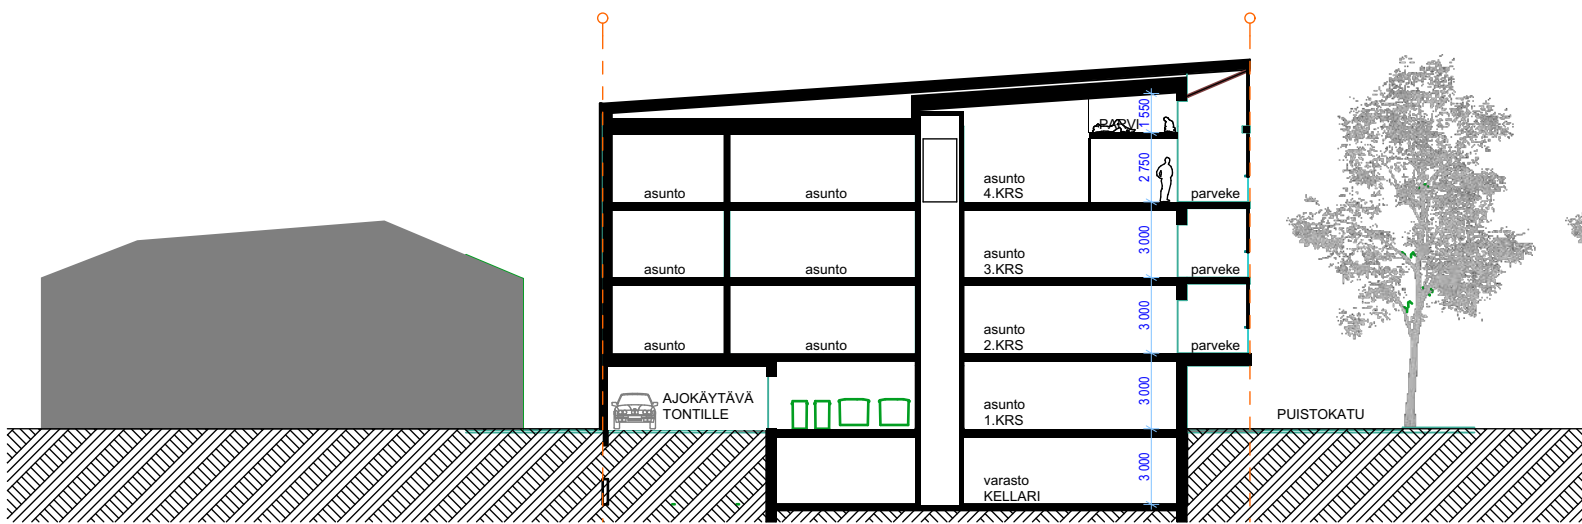 1 550
PARVI
2 750
asunto
asunto
asunto
4.KRS
parveke
3 000
asunto
asunto
asunto
3.KRS
parveke
3 000
asunto
asunto
asunto
2.KRS
parveke
3 000
AJOKÄYTÄVÄ
TONTILLE
asunto
1.KRS
PUISTOKATU
3 000
varasto
KELLARI